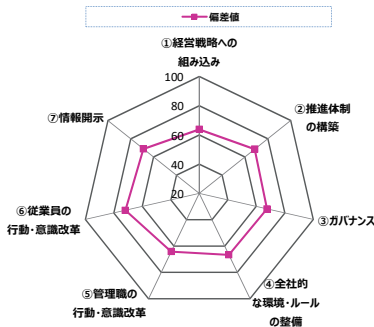 偏差値
①経営戦略への
組み込み
100
80
60
40
20
②推進体制
の構築
③ガバナンス
④全社的
な環境・ルール
の整備
⑤管理職の
行動・意識改革
⑥従業員の
行動・意識改革
⑦情報開示